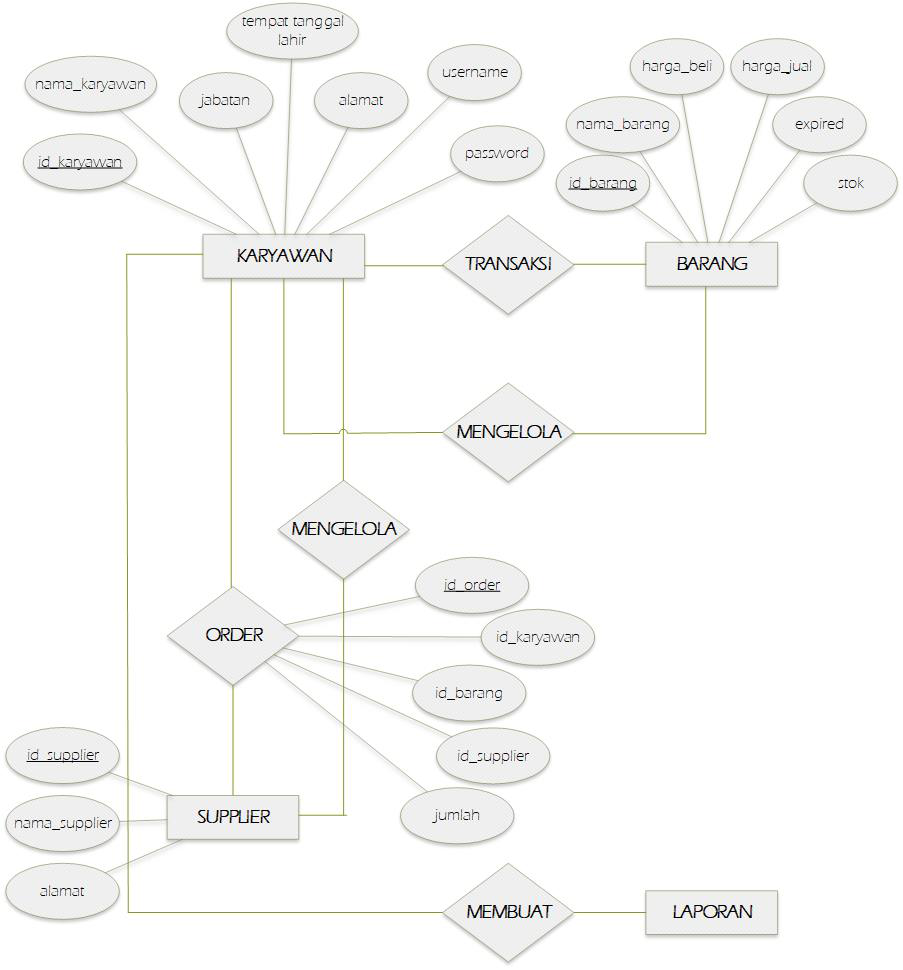 tempat tanggal
lahir
nama_karyawan
jabatan
alamat
username
id_karyawan
password
harga_beli
harga_jual
nama_barang
expired
id_barang
stok
KARYAWAN
TRANSAKSI
BARANG
MENGELOLA
MENGELOLA
ORDER
id_order
id_karyawan
id_barang
id_supplier
jumlah
id_supplier
nama_supplier
alamat
SUPPLIER
MEMBUAT
LAPORAN